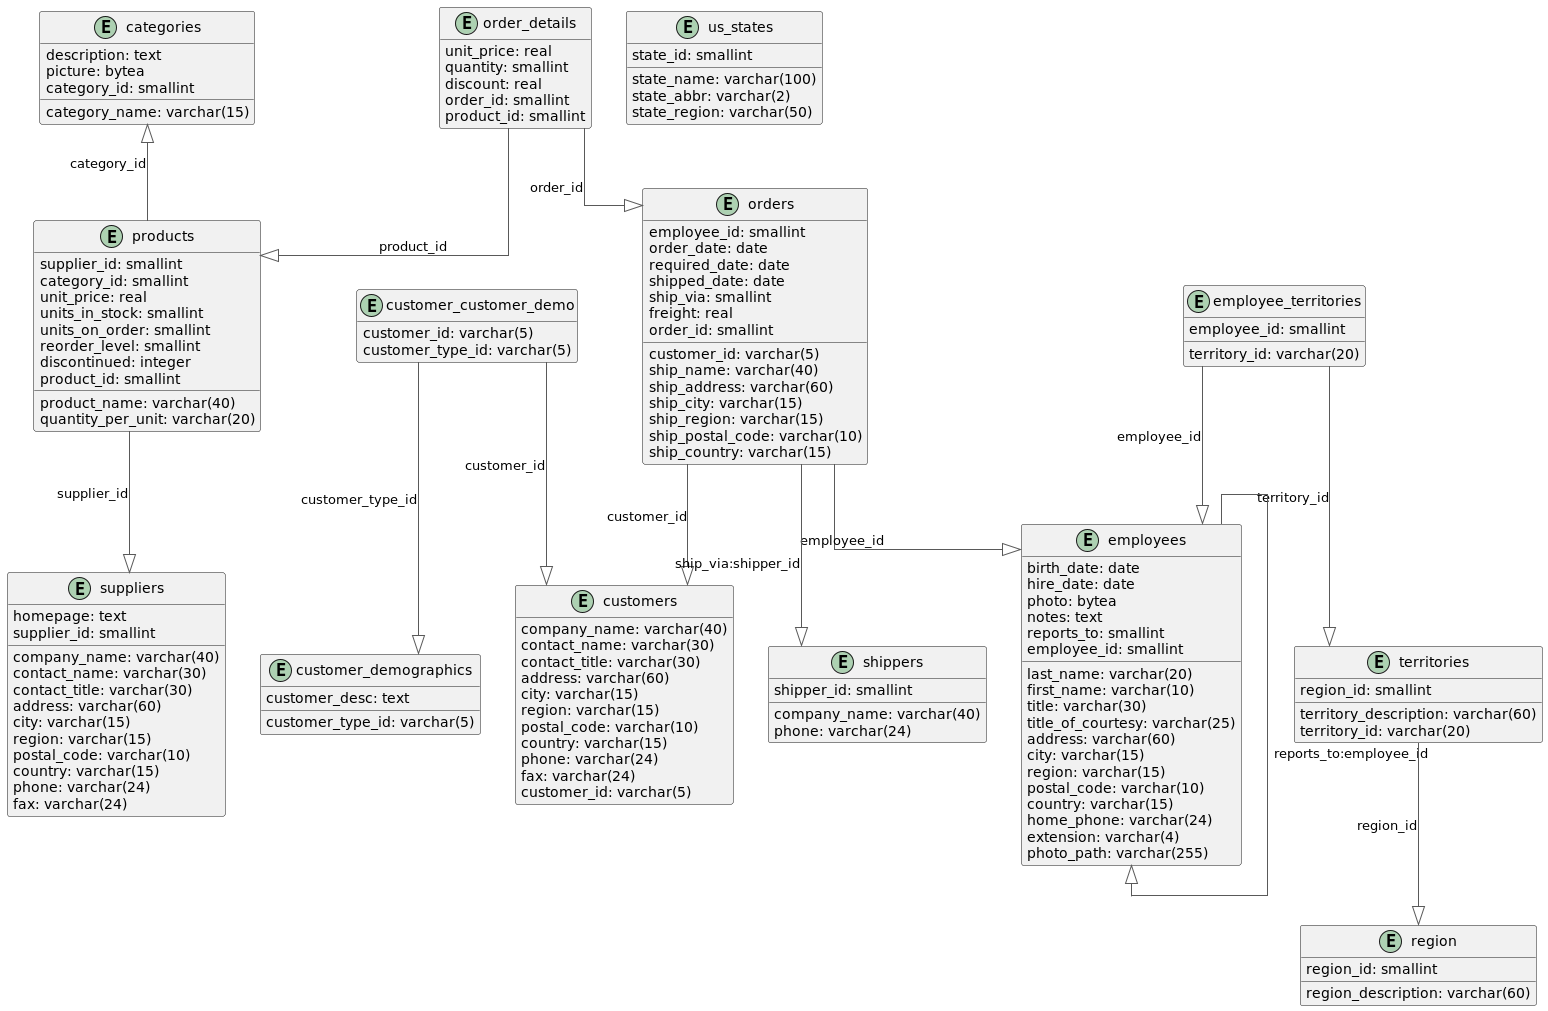 E categories
description: text
picture: bytea
category_id: smallint
category_name: varchar(15)
E order_details
unit_price: real
quantity: smallint
discount: real
order_id: smallint
product_id: smallint
E us_states
state_id: smallint
state_name: varchar(100)
state_abbr: varchar(2)
state_region: varchar(50)
category_id
order_id
product_id
E products
supplier_id: smallint
category_id: smallint
unit_price: real
units_in_stock: smallint
units_on_order: smallint
reorder_level: smallint
discontinued: integer
product_id: smallint
product_name: varchar(40)
quantity_per_unit: varchar(20)
E customer_customer_demo
customer_id: varchar(5)
customer_type_id: varchar(5)
E orders
employee_id: smallint
order_date: date
required_date: date
shipped_date: date
ship_via: smallint
freight: real
order_id: smallint
customer_id: varchar(5)
ship_name: varchar(40)
ship_address: varchar(60)
ship_city: varchar(15)
ship_region: varchar(15)
ship_postal_code: varchar(10)
ship_country: varchar(15)
E employee_territories
employee_id: smallint
territory_id: varchar(20)
supplier_id
customer_type_id
customer_id
customer_id
ship_via:shipper_id
employee_id
employee_id
territory_id
E suppliers
homepage: text
supplier_id: smallint
company_name: varchar(40)
contact_name: varchar(30)
contact_title: varchar(30)
address: varchar(60)
city: varchar(15)
region: varchar(15)
postal_code: varchar(10)
country: varchar(15)
phone: varchar(24)
fax: varchar(24)
E customer_demographics
customer_desc: text
customer_type_id: varchar(5)
E customers
company_name: varchar(40)
contact_name: varchar(30)
contact_title: varchar(30)
address: varchar(60)
city: varchar(15)
region: varchar(15)
postal_code: varchar(10)
country: varchar(15)
phone: varchar(24)
fax: varchar(24)
customer_id: varchar(5)
E shippers
shipper_id: smallint
company_name: varchar(40)
phone: varchar(24)
E employees
birth_date: date
hire_date: date
photo: bytea
notes: text
reports_to: smallint
employee_id: smallint
last_name: varchar(20)
first_name: varchar(10)
title: varchar(30)
title_of_courtesy: varchar(25)
address: varchar(60)
city: varchar(15)
region: varchar(15)
postal_code: varchar(10)
country: varchar(15)
home_phone: varchar(24)
extension: varchar(4)
photo_path: varchar(255)
E territories
region_id: smallint
territory_description: varchar(60)
territory_id: varchar(20)
reports_to:employee_id
region_id
E region
region_id: smallint
region_description: varchar(60)